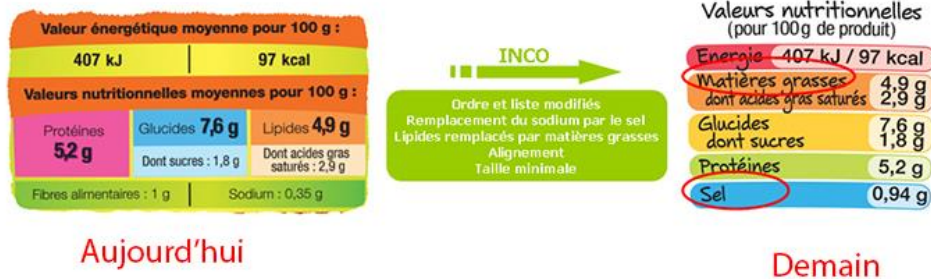 Valeur énergétique moyenne pour 100 g :
407 kJ
97 kcal
Valeurs nutritionnelles moyennes pour 100 g :
Protéines
5,2 g
Glucides 7,6 g
Dont sucres : 1,8 g
Lipides 4,9 g
Dont acides gras
saturés : 2,9 g
Fibres alimentaires : 1 g
Sodium : 0,35 g
Aujourd'hui
INCO
Ordre et liste modifiés
Remplacement du sodium par le sel
Lipides remplacés par matières grasses
Alignement
Taille minimale
Valeurs nutritionnelles
(pour 100g de produit)
Energie 407 kJ / 97 kcal
Matières grasses 4,9 g
dont acides gras saturés 2,9 g
Glucides 7,6 g
dont sucres 1,8 g
Protéines 5,2 g
Sel 0,94 g
Demain